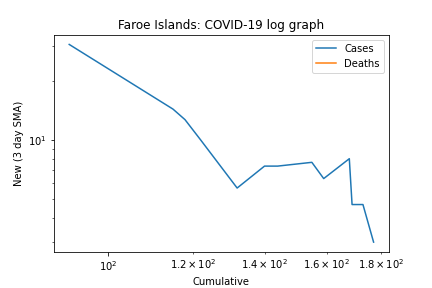 Faroe Islands: COVID-19 log graph
Cases
Deaths
New (3 day SMA)
10¹
10² 1.2 × 10² 1.4 × 10² 1.6 × 10² 1.8 × 10²
Cumulative